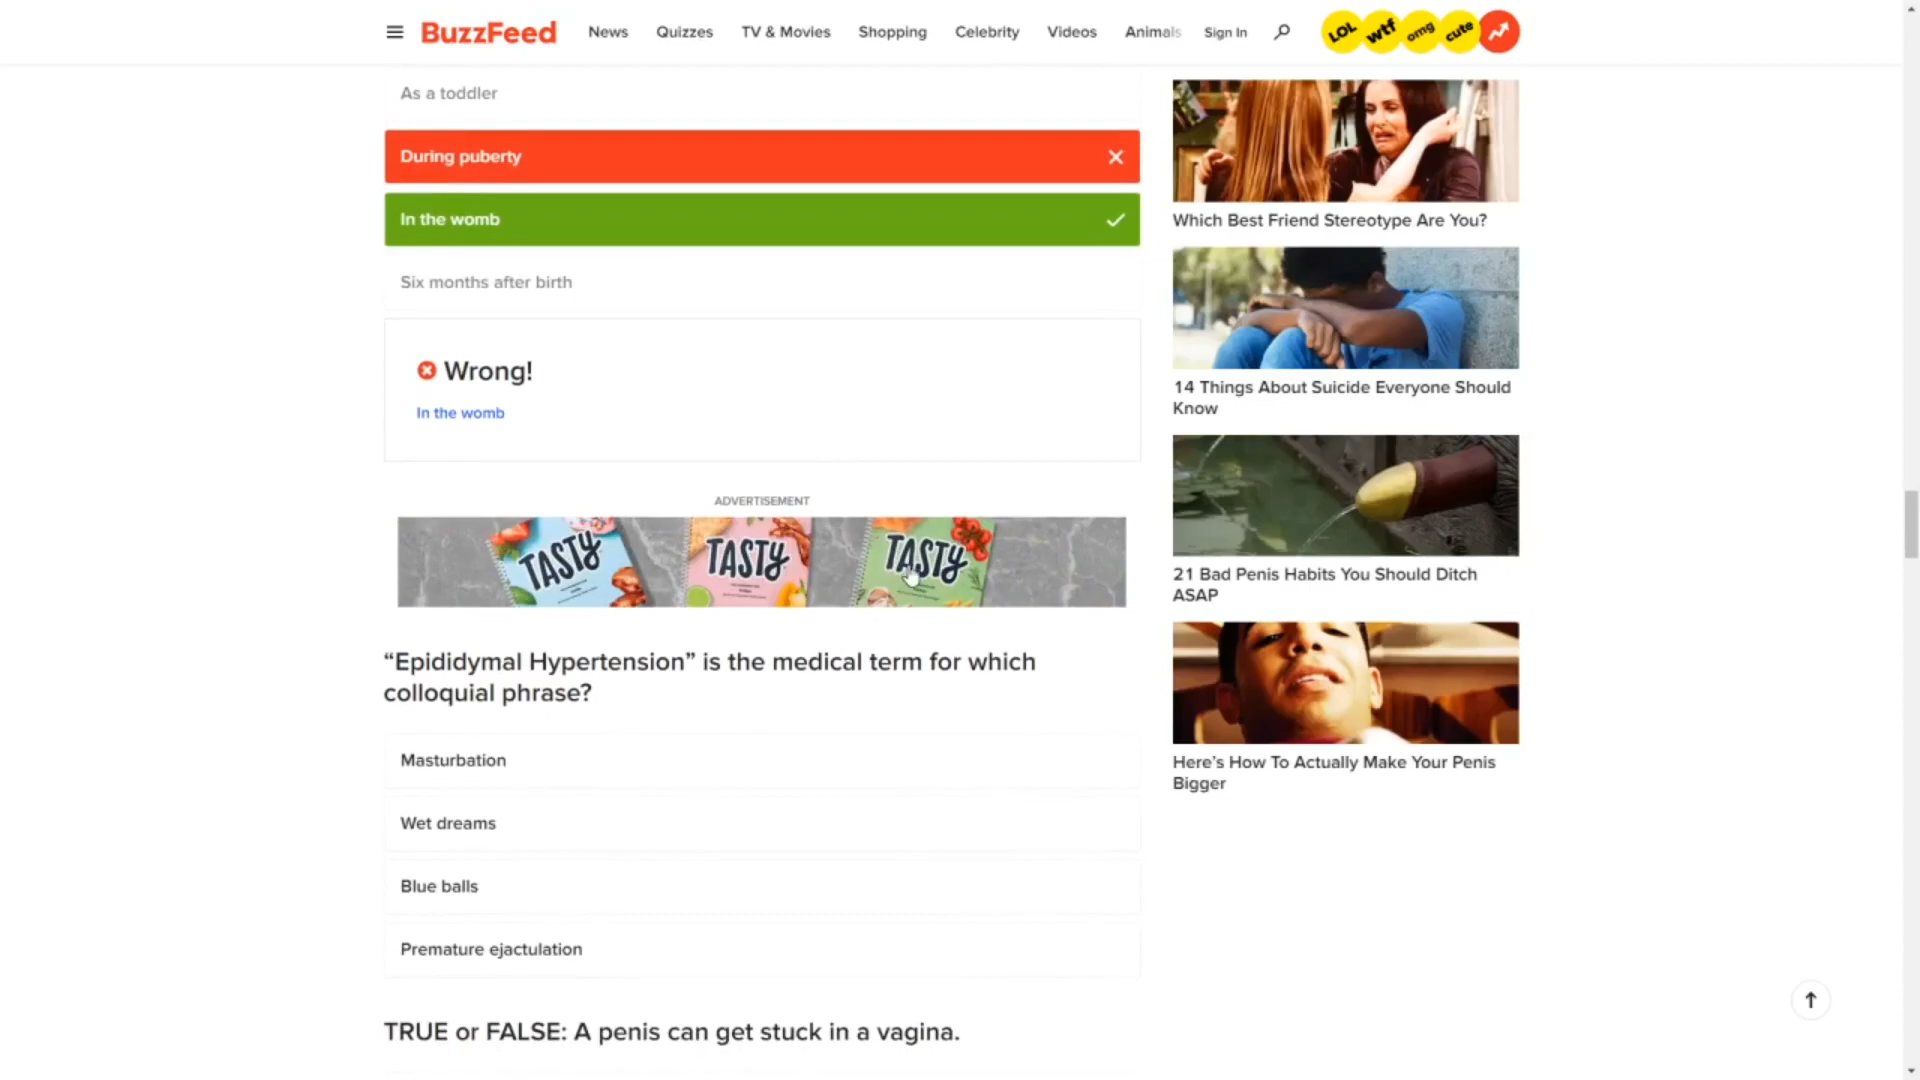 BuzzFeed
News
Quizzes
TV & Movies
Shopping
Celebrity
Videos
Animals
Sign In
LOL
wtf
omg
cute
As a toddler
During puberty
In the womb
Six months after birth
Wrong!
In the womb
ADVERTISEMENT
TASTY
TASTY
TASTY
“Epididymal Hypertension” is the medical term for which
colloquial phrase?
Masturbation
Wet dreams
Blue balls
Premature ejactulation
TRUE or FALSE: A penis can get stuck in a vagina.
Which Best Friend Stereotype Are You?
14 Things About Suicide Everyone Should
Know
21 Bad Penis Habits You Should Ditch
ASAP
Here’s How To Actually Make Your Penis
Bigger